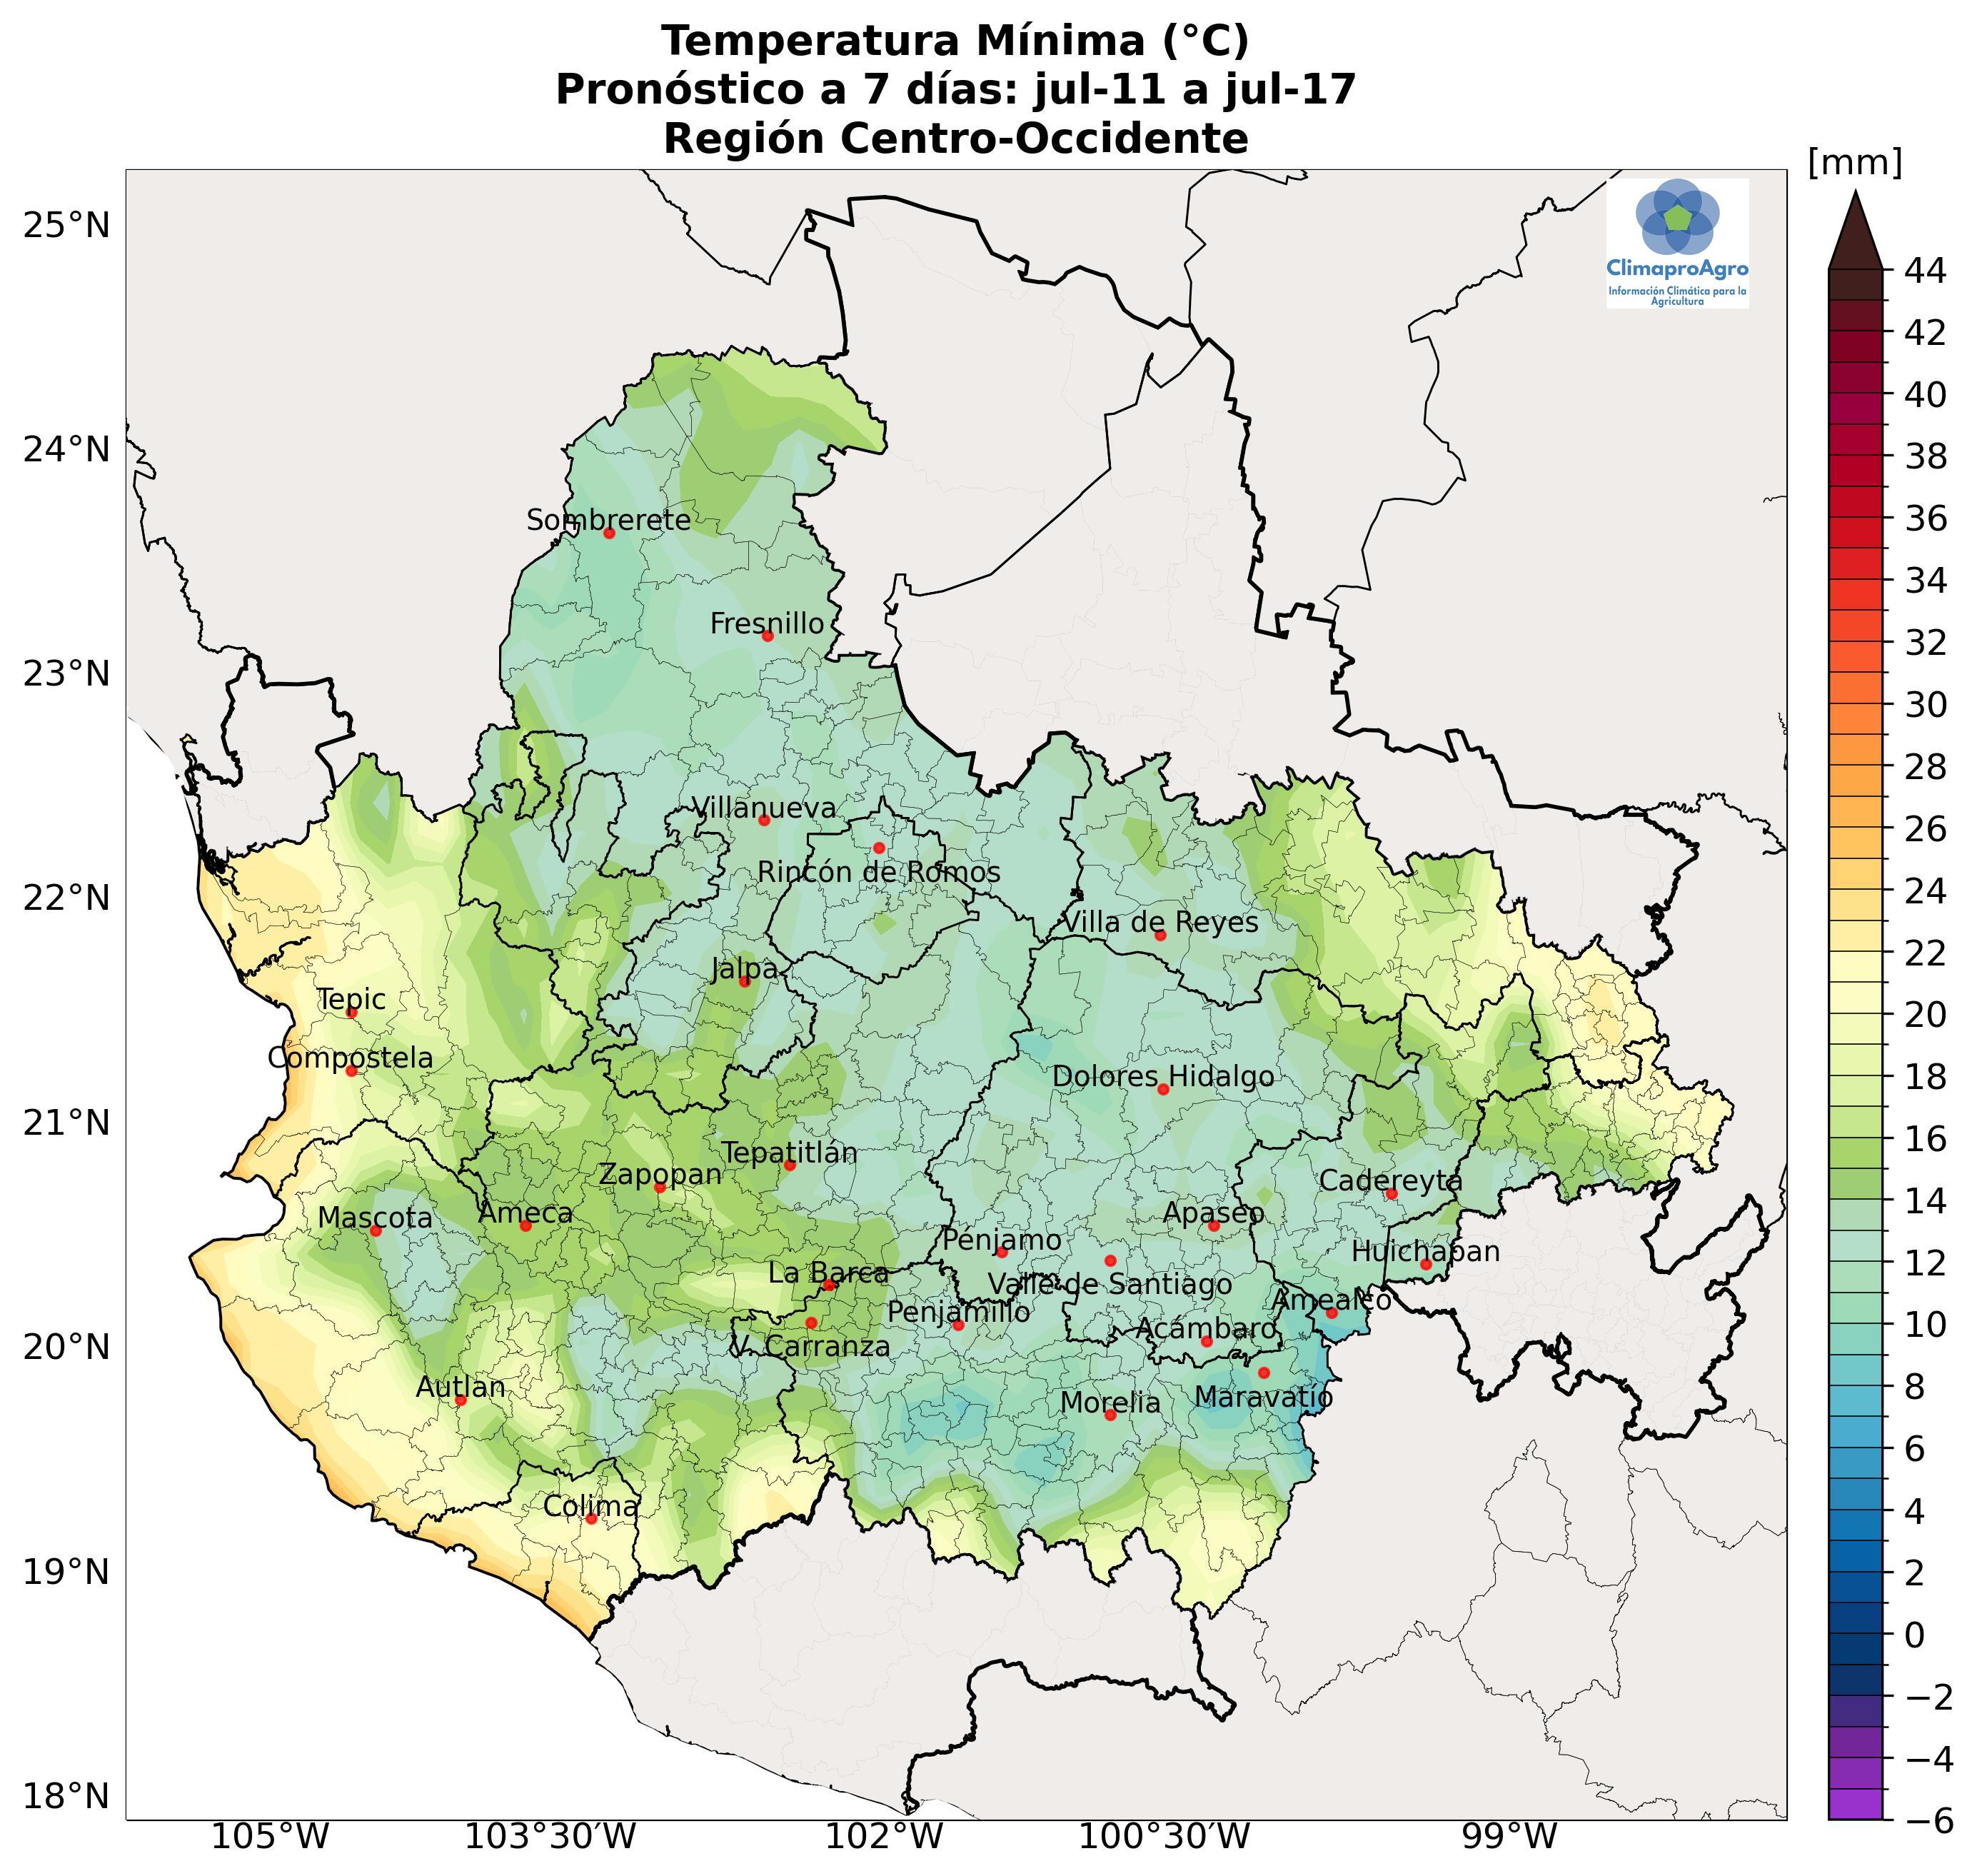 Temperatura Mínima (°C)
Pronóstico a 7 días: jul-11 a jul-17
Región Centro-Occidente
[mm]
ClimaproAgro
Información Climática para la
Agricultura
25°N
24°N
23°N
22°N
21°N
20°N
19°N
18°N
Sombrerete
Fresnillo
Villanueva
Rincón de Romos
Villa de Reyes
Jalpa
Tepic
Compostela
Dolores Hidalgo
Tepatitlán
Zapopan
Cadereyta
Mascota
Ameca
Apaseo
Pénjamo
Huichapan
La Barca
Valle de Santiago
Amealco
Penjamillo
Acámbaro
V. Carranza
Autlan
Maravatío
Morelia
Colima
105°W
103°30'W
102°W
100°30'W
99°W
44
42
40
38
36
34
32
30
28
26
24
22
20
18
16
14
12
10
8
6
4
2
0
−2
−4
−6